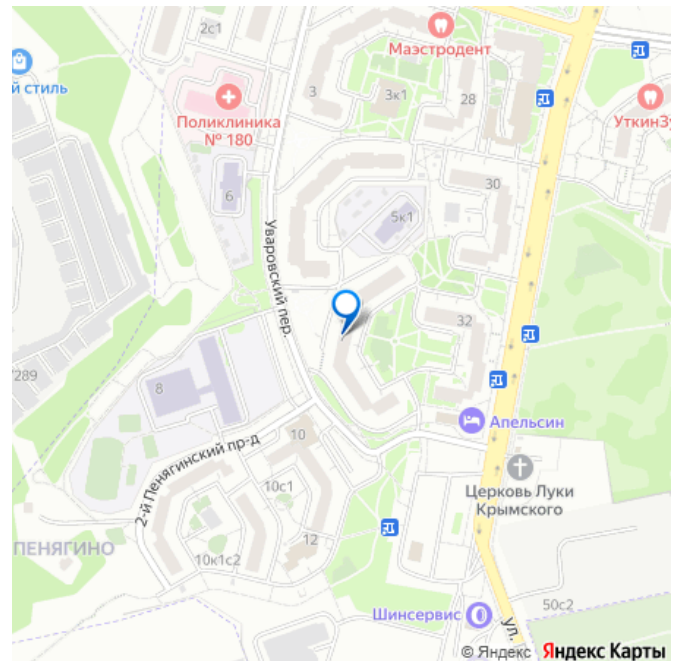 2с1
Маэстродент
й стиль
3
3к1
28
УткинЗу
Поликлиника
№ 180
30
6
5к1
Уваровский пер.
32
289
8
Апельсин
2-й Пенягинский пр-д
10
Церковь Луки
Крымского
10с1
ПЕНЯГИНО
12
10к1с2
50с2
Шинсервис
ул.
© Яндекс Яндекс Карты